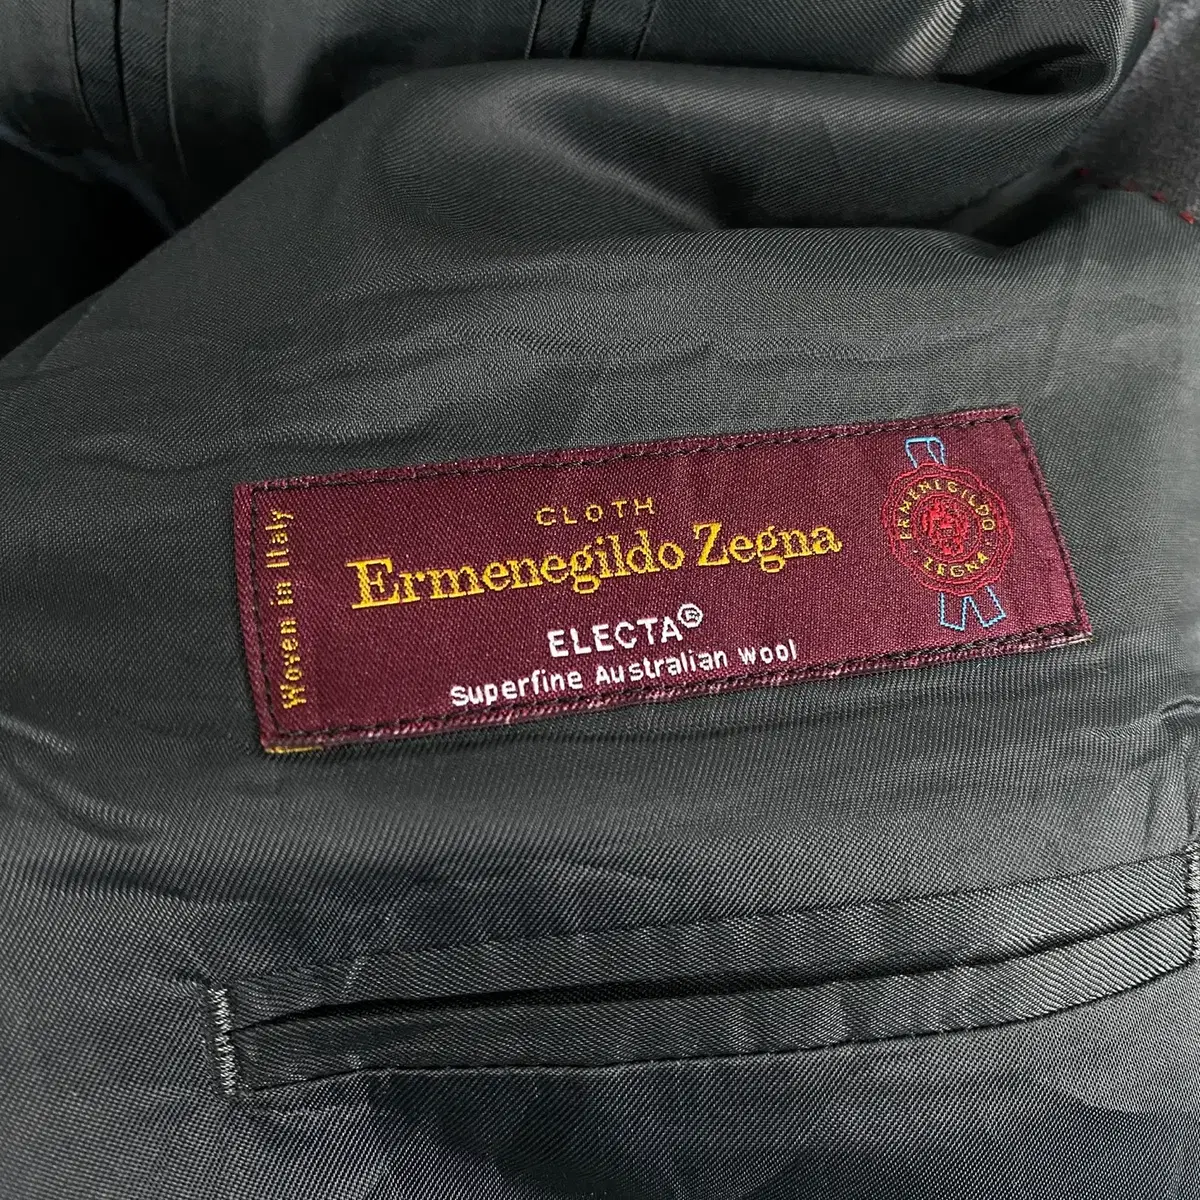 Woven in Italy
CLOTH
Ermenegildo Zegna
ELECTA®
Superfine Australian wool
ERMENEGILDO
ZEGNA